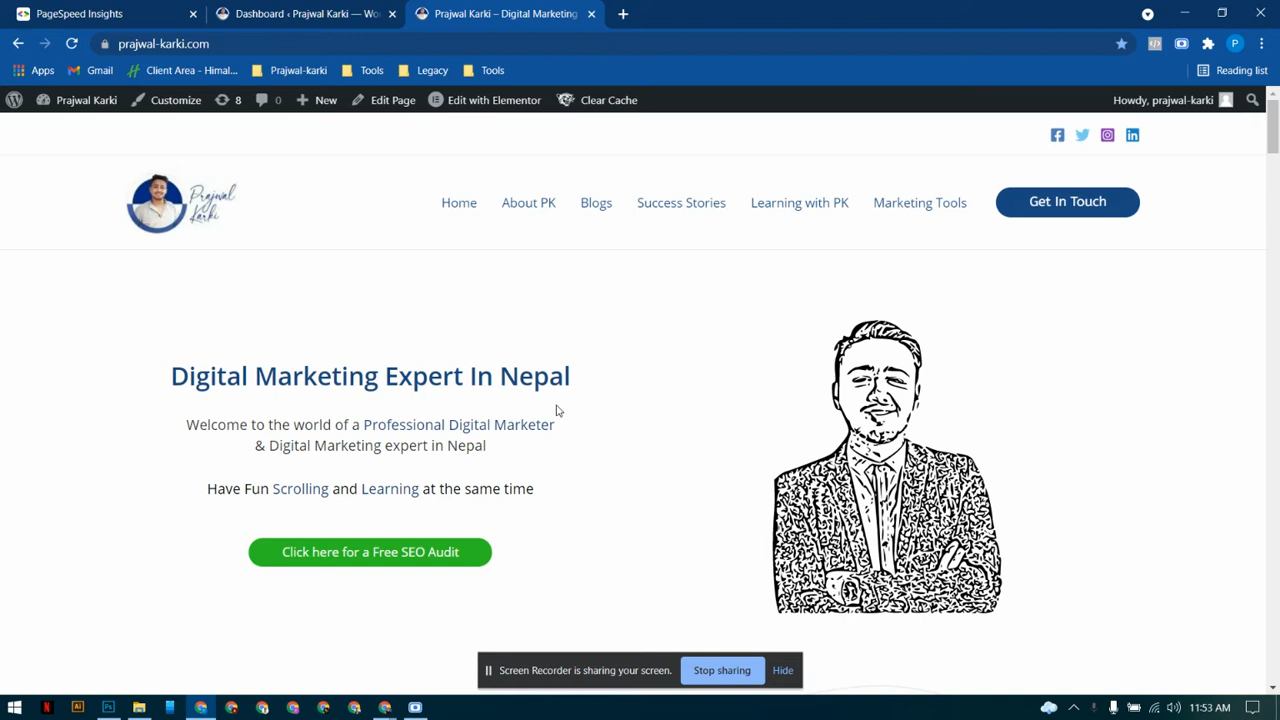 PageSpeed Insights
Dashboard ‹ Prajwal Karki — Wo
Prajwal Karki – Digital Marketing
prajwal-karki.com
P
Apps
Gmail
Client Area - Himal...
Prajwal-karki
Tools
Legacy
Tools
Reading list
Prajwal Karki
Customize
8
0
New
Edit Page
Edit with Elementor
Clear Cache
Howdy, prajwal-karki
Prajwal
Karki
Home
About PK
Blogs
Success Stories
Learning with PK
Marketing Tools
Get In Touch
Digital Marketing Expert In Nepal
Welcome to the world of a Professional Digital Marketer
& Digital Marketing expert in Nepal
Have Fun Scrolling and Learning at the same time
Click here for a Free SEO Audit
Screen Recorder is sharing your screen.
Stop sharing
Hide
11:53 AM